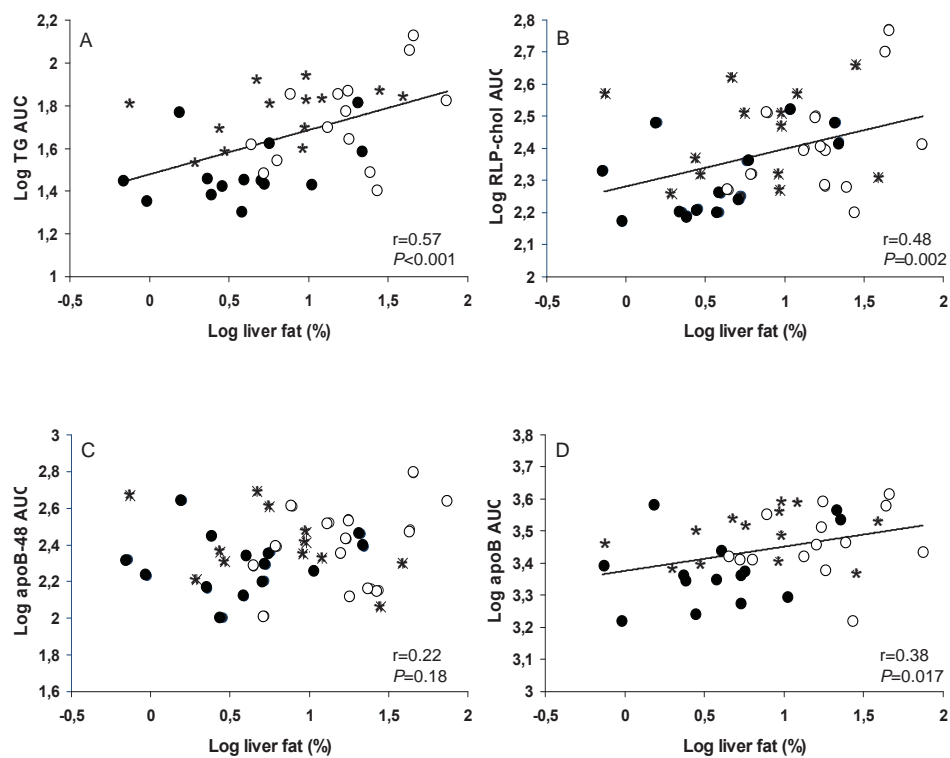 A
Log TG AUC
2,2
2
1,8
1,6
1,4
1,2
1
-0,5 0 0,5 1 1,5 2
Log liver fat (%)
r=0.57
P<0.001
B
Log RLP-chol AUC
2,8
2,7
2,6
2,5
2,4
2,3
2,2
2,1
2
-0,5 0 0,5 1 1,5 2
Log liver fat (%)
r=0.48
P=0.002
C
Log apoB-48 AUC
3
2,8
2,6
2,4
2,2
2
1,8
1,6
-0,5 0 0,5 1 1,5 2
Log liver fat (%)
r=0.22
P=0.18
D
Log apoB AUC
3,8
3,7
3,6
3,5
3,4
3,3
3,2
3,1
3
-0,5 0 0,5 1 1,5 2
Log liver fat (%)
r=0.38
P=0.017